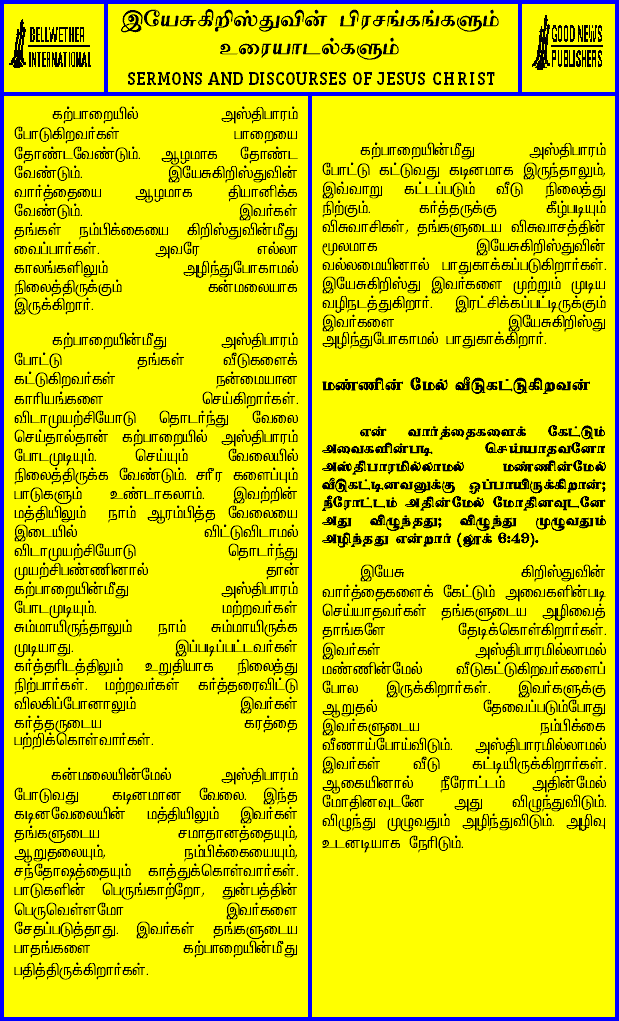 BELLWETHER
INTERNATIONAL
இயேசுகிறிஸ்துவின் பிரசங்கங்களும்
உரையாடல்களும்
SERMONS AND DISCOURSES OF JESUS CHRIST
GOOD NEWS
PUBLISHERS
கற்பாறையில் அஸ்திபாரம்
போடுகிறவர்கள் பாறையை
தோண்டவேண்டும். ஆழமாக தோண்ட
வேண்டும். இயேசுகிறிஸ்துவின்
வார்த்தையை ஆழமாக தியானிக்க
வேண்டும். இவர்கள்
தங்கள் நம்பிக்கையை கிறிஸ்துவின்மீது
வைப்பார்கள். அவரே எல்லா
காலங்களிலும் அழிந்துபோகாமல்
நிலைத்திருக்கும் கன்மலையாக
இருக்கிறார்.
கற்பாறையின்மீது அஸ்திபாரம்
போட்டு தங்கள் வீடுகளைக்
கட்டுகிறவர்கள் நன்மையான
காரியங்களை செய்கிறார்கள்.
விடாமுயற்சியோடு தொடர்ந்து வேலை
செய்தால்தான் கற்பாறையில் அஸ்திபாரம்
போடமுடியும். செய்யும் வேலையில்
நிலைத்திருக்க வேண்டும். சரீர களைப்பும்
பாடுகளும் உண்டாகலாம். இவற்றின்
மத்தியிலும் நாம் ஆரம்பித்த வேலையை
இடையில் விட்டுவிடாமல்
விடாமுயற்சியோடு தொடர்ந்து
முயற்சிபண்ணினால் தான்
கற்பாறையின்மீது அஸ்திபாரம்
போடமுடியும். மற்றவர்கள்
சும்மாயிருந்தாலும் நாம் சும்மாயிருக்க
முடியாது. இப்படிப்பட்டவர்கள்
கர்த்தரிடத்திலும் உறுதியாக நிலைத்து
நிற்பார்கள். மற்றவர்கள் கர்த்தரைவிட்டு
விலகிப்போனாலும் இவர்கள்
கர்த்தருடைய கரத்தை
பற்றிக்கொள்வார்கள்.
கன்மலையின்மேல் அஸ்திபாரம்
போடுவது கடினமான வேலை. இந்த
கடினவேலையின் மத்தியிலும் இவர்கள்
தங்களுடைய சமாதானத்தையும்,
ஆறுதலையும், நம்பிக்கையையும்,
சந்தோஷத்தையும் காத்துக்கொள்வார்கள்.
பாடுகளின் பெருங்காற்றோ, துன்பத்தின்
பெருவெள்ளமோ இவர்களை
சேதப்படுத்தாது. இவர்கள் தங்களுடைய
பாதங்களை கற்பாறையின்மீது
பதித்திருக்கிறார்கள்.
கற்பாறையின்மீது அஸ்திபாரம்
போட்டு கட்டுவது கடினமாக இருந்தாலும்,
இவ்வாறு கட்டப்படும் வீடு நிலைத்து
நிற்கும். கர்த்தருக்கு கீழ்படியும்
விசுவாசிகள், தங்களுடைய விசுவாசத்தின்
மூலமாக இயேசுகிறிஸ்துவின்
வல்லமையினால் பாதுகாக்கப்படுகிறார்கள்.
இயேசுகிறிஸ்து இவர்களை முற்றும் முடிய
வழிநடத்துகிறார். இரட்சிக்கப்பட்டிருக்கும்
இவர்களை இயேசுகிறிஸ்து
அழிந்துபோகாமல் பாதுகாக்கிறார்.
மண்ணின் மேல் வீடுகட்டுகிறவன்
என் வார்த்தைகளைக் கேட்டும்
அவைகளின்படி செய்யாதவனோ
அஸ்திபாரமில்லாமல் மண்ணின்மேல்
வீடுகட்டினவனுக்கு ஒப்பாயிருக்கிறான்;
நீரோட்டம் அதின்மேல் மோதினவுடனே
அது விழுந்தது; விழுந்து முழுவதும்
அழிந்தது என்றார் (லூக் 6:49).
இயேசு கிறிஸ்துவின்
வார்த்தைகளைக் கேட்டும் அவைகளின்படி
செய்யாதவர்கள் தங்களுடைய அழிவைத்
தாங்களே தேடிக்கொள்கிறார்கள்.
இவர்கள் அஸ்திபாரமில்லாமல்
மண்ணின்மேல் வீடுகட்டுகிறவர்களைப்
போல இருக்கிறார்கள். இவர்களுக்கு
ஆறுதல் தேவைப்படும்போது
இவர்களுடைய நம்பிக்கை
வீணாய்போய்விடும். அஸ்திபாரமில்லாமல்
இவர்கள் வீடு கட்டியிருக்கிறார்கள்.
ஆகையினால் நீரோட்டம் அதின்மேல்
மோதினவுடனே அது விழுந்துவிடும்.
விழுந்து முழுவதும் அழிந்துவிடும். அழிவு
உடனடியாக நேரிடும்.